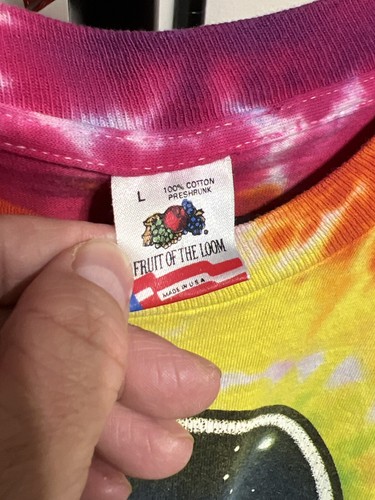 L
100% COTTON
PRESHRUNK
FRUIT OF THE LOOM
MADE IN U.S.A